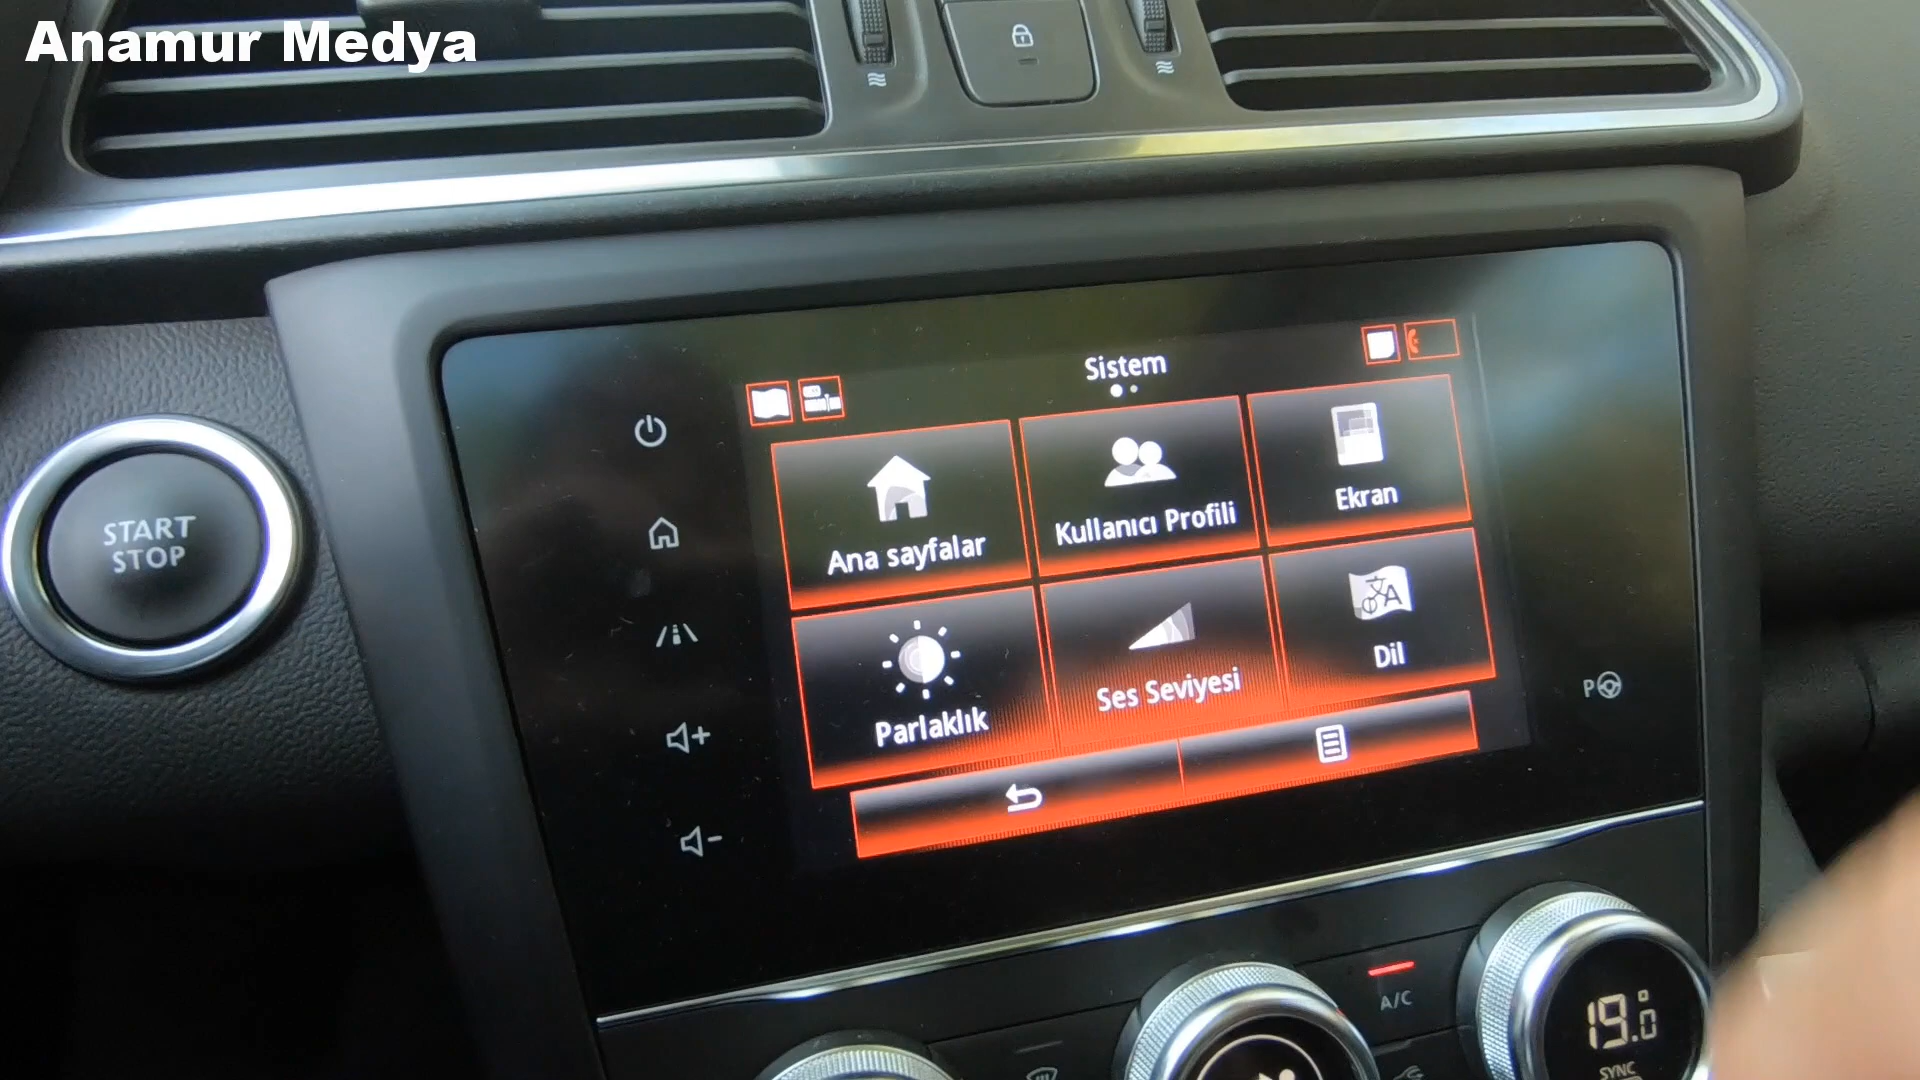 Anamur Medya
Sistem
START
STOP
Ana sayfalar
Kullanıcı Profili
Ekran
Parlaklık
Ses Seviyesi
Dil
P
A/C
19.0
SYNC